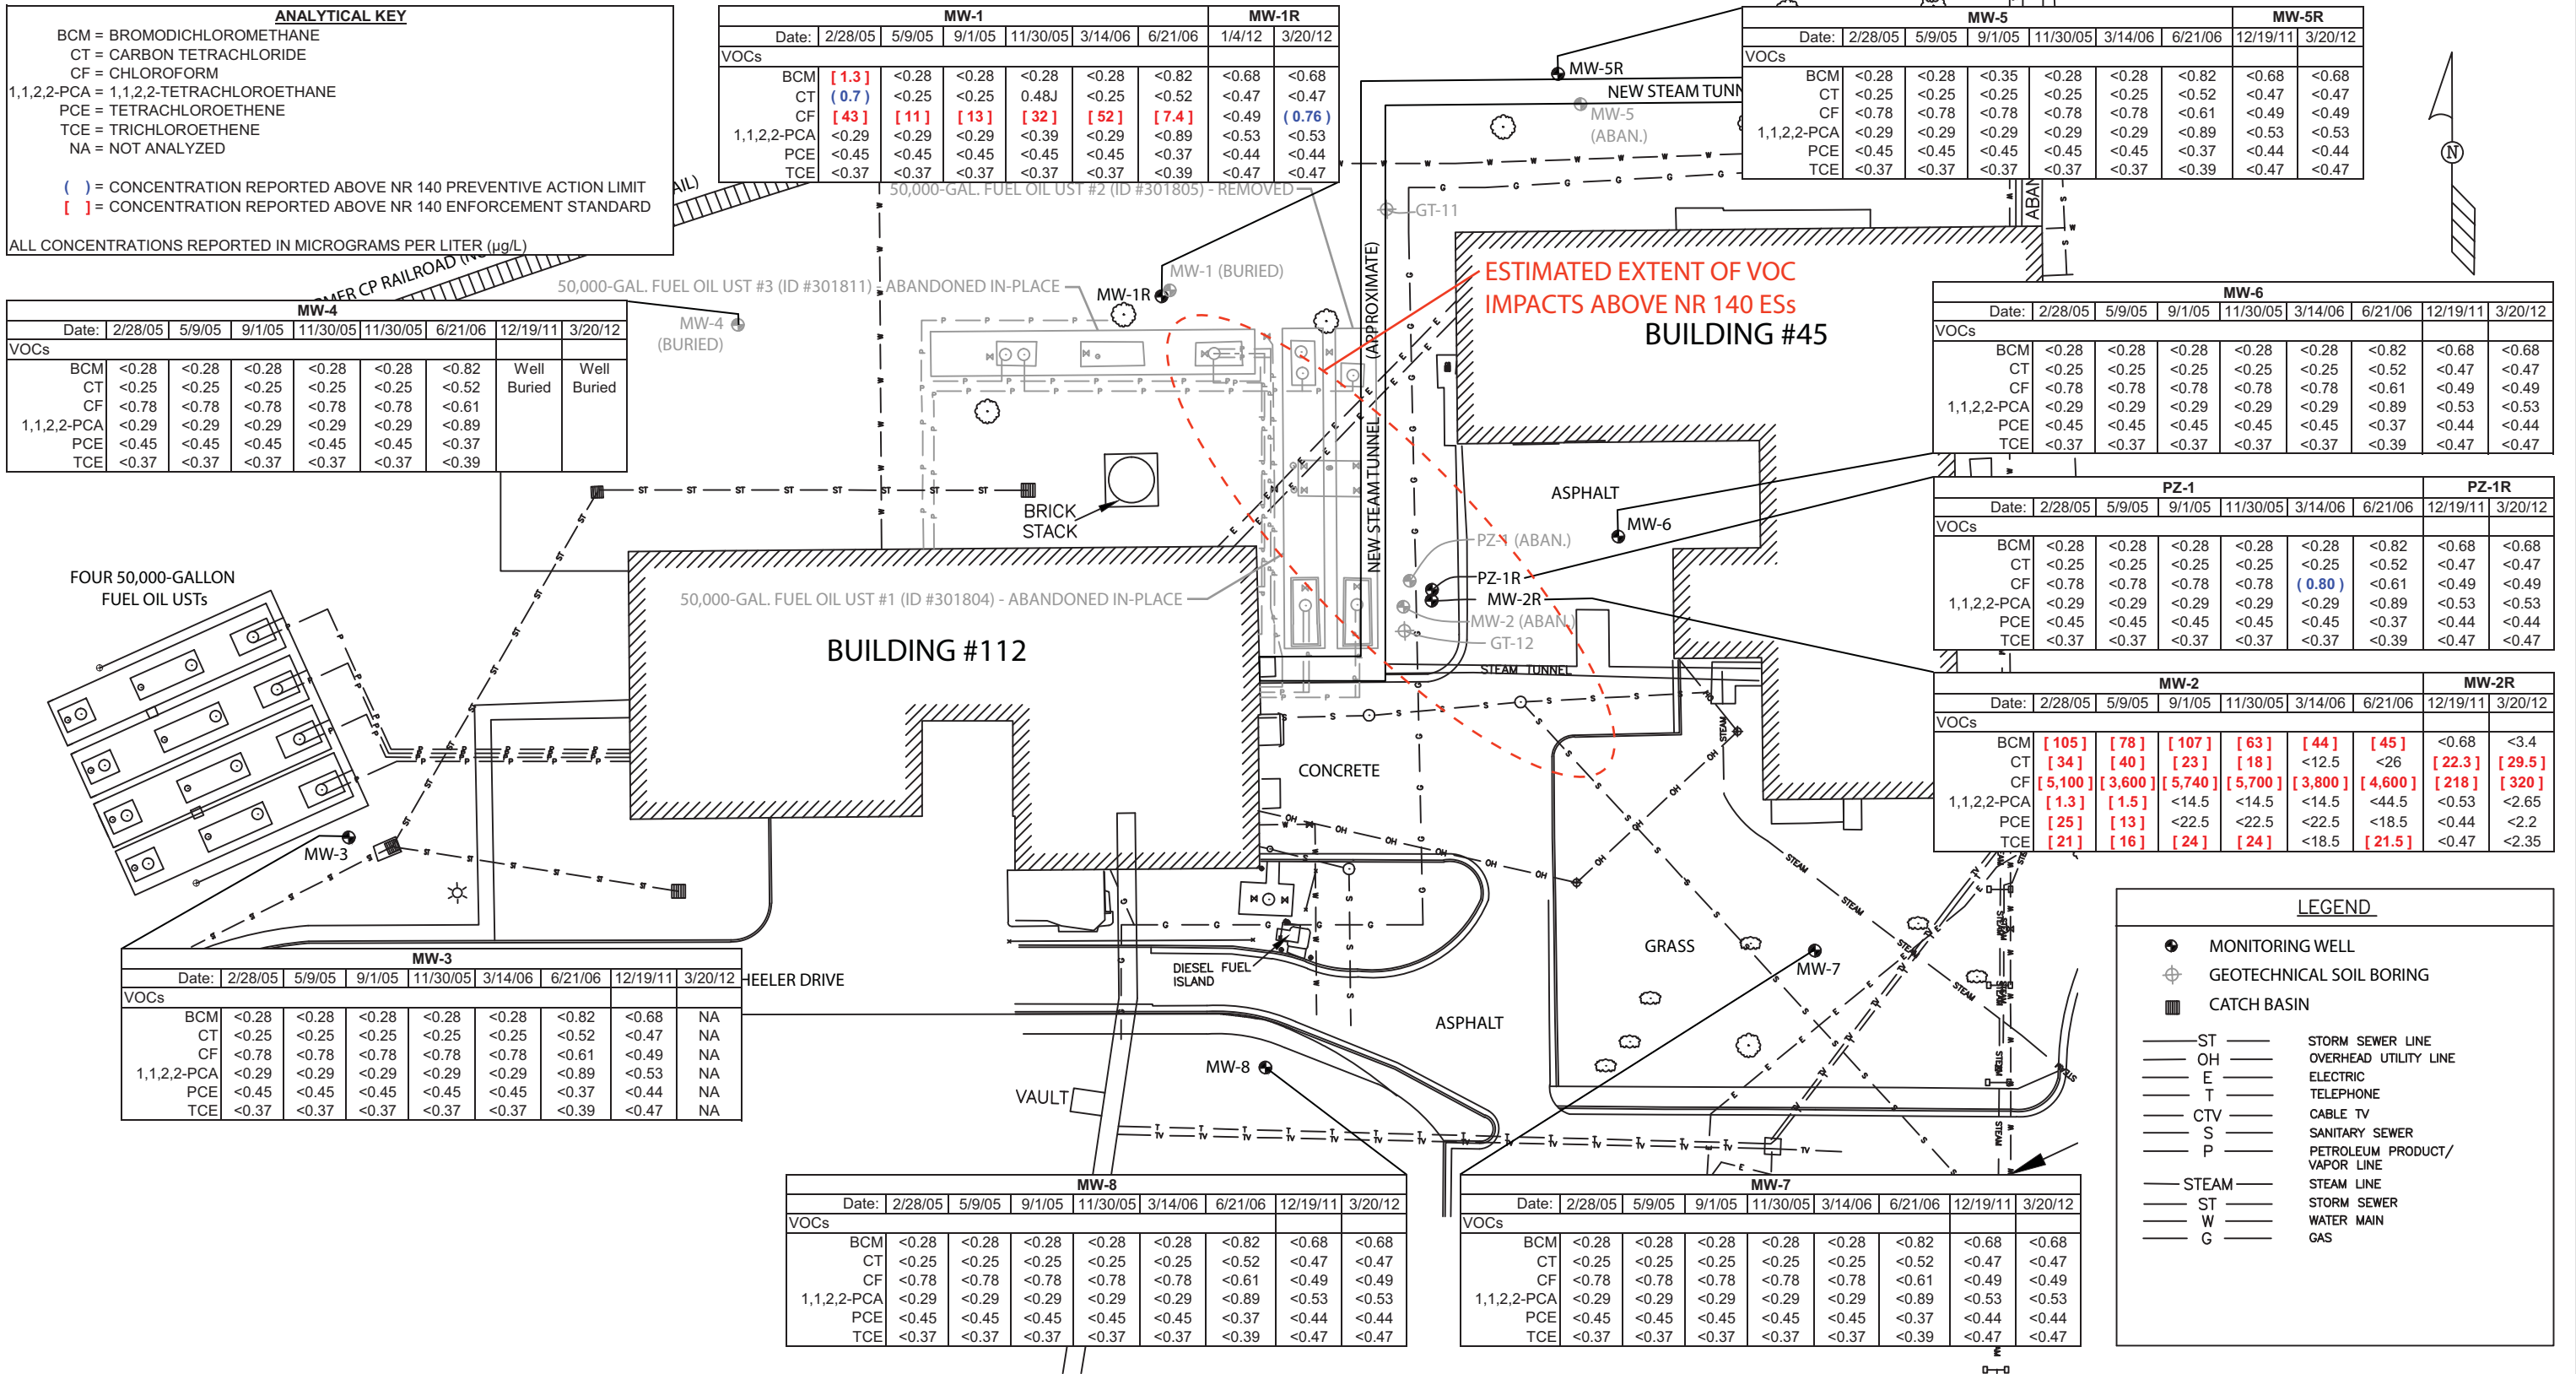 ANALYTICAL KEY
BCM = BROMODICHLOROMETHANE
CT = CARBON TETRACHLORIDE
CF = CHLOROFORM
1,1,2,2-PCA = 1,1,2,2-TETRACHLOROETHANE
PCE = TETRACHLOROETHENE
TCE = TRICHLOROETHENE
NA = NOT ANALYZED
( ) = CONCENTRATION REPORTED ABOVE NR 140 PREVENTIVE ACTION LIMIT
[ ] = CONCENTRATION REPORTED ABOVE NR 140 ENFORCEMENT STANDARD
ALL CONCENTRATIONS REPORTED IN MICROGRAMS PER LITER (µg/L)
MW-1 MW-1R
Date: 2/28/05 5/9/05 9/1/05 11/30/05 3/14/06 6/21/06 1/4/12 3/20/12
VOCs
BCM [ 1.3 ] <0.28 <0.28 <0.28 <0.28 <0.82 <0.68 <0.68
CT ( 0.7 ) <0.25 <0.25 0.48J <0.25 <0.52 <0.47 <0.47
CF [ 43 ] [ 11 ] [ 13 ] [ 32 ] [ 52 ] [ 7.4 ] <0.49 ( 0.76 )
1,1,2,2-PCA <0.29 <0.29 <0.29 <0.39 <0.29 <0.89 <0.53 <0.53
PCE <0.45 <0.45 <0.45 <0.45 <0.45 <0.37 <0.44 <0.44
TCE <0.37 <0.37 <0.37 <0.37 <0.37 <0.39 <0.47 <0.47
MW-5 MW-5R
Date: 2/28/05 5/9/05 9/1/05 11/30/05 3/14/06 6/21/06 12/19/11 3/20/12
VOCs
BCM <0.28 <0.28 <0.35 <0.28 <0.28 <0.82 <0.68 <0.68
CT <0.25 <0.25 <0.25 <0.25 <0.25 <0.52 <0.47 <0.47
CF <0.78 <0.78 <0.78 <0.78 <0.78 <0.61 <0.49 <0.49
1,1,2,2-PCA <0.29 <0.29 <0.29 <0.29 <0.29 <0.89 <0.53 <0.53
PCE <0.45 <0.45 <0.45 <0.45 <0.45 <0.37 <0.44 <0.44
TCE <0.37 <0.37 <0.37 <0.37 <0.37 <0.39 <0.47 <0.47
MW-5R
NEW STEAM TUNN
MW-5
(ABAN.)
N
ABAN
AIL)
OMER CP RAILROAD (NO
50,000-GAL. FUEL OIL UST #2 (ID #301805) - REMOVED
GT-11
MW-1 (BURIED)
50,000-GAL. FUEL OIL UST #3 (ID #301811) - ABANDONED IN-PLACE
MW-1R
MW-4
(BURIED)
NEW STEAM TUNNEL (APPROXIMATE)
ESTIMATED EXTENT OF VOC
IMPACTS ABOVE NR 140 ESs
BUILDING #45
MW-4
Date: 2/28/05 5/9/05 9/1/05 11/30/05 11/30/05 6/21/06 12/19/11 3/20/12
VOCs
BCM <0.28 <0.28 <0.28 <0.28 <0.28 <0.82 Well Well
CT <0.25 <0.25 <0.25 <0.25 <0.25 <0.52 Buried Buried
CF <0.78 <0.78 <0.78 <0.78 <0.78 <0.61
1,1,2,2-PCA <0.29 <0.29 <0.29 <0.29 <0.29 <0.89
PCE <0.45 <0.45 <0.45 <0.45 <0.45 <0.37
TCE <0.37 <0.37 <0.37 <0.37 <0.37 <0.39
MW-6
Date: 2/28/05 5/9/05 9/1/05 11/30/05 3/14/06 6/21/06 12/19/11 3/20/12
VOCs
BCM <0.28 <0.28 <0.28 <0.28 <0.28 <0.82 <0.68 <0.68
CT <0.25 <0.25 <0.25 <0.25 <0.25 <0.52 <0.47 <0.47
CF <0.78 <0.78 <0.78 <0.78 <0.78 <0.61 <0.49 <0.49
1,1,2,2-PCA <0.29 <0.29 <0.29 <0.29 <0.29 <0.89 <0.53 <0.53
PCE <0.45 <0.45 <0.45 <0.45 <0.45 <0.37 <0.44 <0.44
TCE <0.37 <0.37 <0.37 <0.37 <0.37 <0.39 <0.47 <0.47
PZ-1 PZ-1R
Date: 2/28/05 5/9/05 9/1/05 11/30/05 3/14/06 6/21/06 12/19/11 3/20/12
VOCs
BCM <0.28 <0.28 <0.28 <0.28 <0.28 <0.82 <0.68 <0.68
CT <0.25 <0.25 <0.25 <0.25 <0.25 <0.52 <0.47 <0.47
CF <0.78 <0.78 <0.78 <0.78 ( 0.80 ) <0.61 <0.49 <0.49
1,1,2,2-PCA <0.29 <0.29 <0.29 <0.29 <0.29 <0.89 <0.53 <0.53
PCE <0.45 <0.45 <0.45 <0.45 <0.45 <0.37 <0.44 <0.44
TCE <0.37 <0.37 <0.37 <0.37 <0.37 <0.39 <0.47 <0.47
MW-2 MW-2R
Date: 2/28/05 5/9/05 9/1/05 11/30/05 3/14/06 6/21/06 12/19/11 3/20/12
VOCs
BCM [ 105 ] [ 78 ] [ 107 ] [ 63 ] [ 44 ] [ 45 ] <0.68 <3.4
CT [ 34 ] [ 40 ] [ 23 ] [ 18 ] <12.5 <26 [ 22.3 ] [ 29.5 ]
CF [ 5,100 ] [ 3,600 ] [ 5,740 ] [ 5,700 ] [ 3,800 ] [ 4,600 ] [ 218 ] [ 320 ]
1,1,2,2-PCA [ 1.3 ] [ 1.5 ] <14.5 <14.5 <14.5 <44.5 <0.53 <2.65
PCE [ 25 ] [ 13 ] <22.5 <22.5 <22.5 <18.5 <0.44 <2.2
TCE [ 21 ] [ 16 ] [ 24 ] [ 24 ] <18.5 [ 21.5 ] <0.47 <2.35
BRICK
STACK
ASPHALT
MW-6
PZ-1 (ABAN.)
PZ-1R
MW-2R
MW-2 (ABAN.)
GT-12
STEAM TUNNEL
FOUR 50,000-GALLON
FUEL OIL USTs
50,000-GAL. FUEL OIL UST #1 (ID #301804) - ABANDONED IN-PLACE
BUILDING #112
CONCRETE
MW-3
DIESEL FUEL
ISLAND
GRASS
MW-7
ASPHALT
MW-8
VAULT
HEELER DRIVE
MW-3
Date: 2/28/05 5/9/05 9/1/05 11/30/05 3/14/06 6/21/06 12/19/11 3/20/12
VOCs
BCM <0.28 <0.28 <0.28 <0.28 <0.28 <0.82 <0.68 NA
CT <0.25 <0.25 <0.25 <0.25 <0.25 <0.52 <0.47 NA
CF <0.78 <0.78 <0.78 <0.78 <0.78 <0.61 <0.49 NA
1,1,2,2-PCA <0.29 <0.29 <0.29 <0.29 <0.29 <0.89 <0.53 NA
PCE <0.45 <0.45 <0.45 <0.45 <0.45 <0.37 <0.44 NA
TCE <0.37 <0.37 <0.37 <0.37 <0.37 <0.39 <0.47 NA
MW-8
Date: 2/28/05 5/9/05 9/1/05 11/30/05 3/14/06 6/21/06 12/19/11 3/20/12
VOCs
BCM <0.28 <0.28 <0.28 <0.28 <0.28 <0.82 <0.68 <0.68
CT <0.25 <0.25 <0.25 <0.25 <0.25 <0.52 <0.47 <0.47
CF <0.78 <0.78 <0.78 <0.78 <0.78 <0.61 <0.49 <0.49
1,1,2,2-PCA <0.29 <0.29 <0.29 <0.29 <0.29 <0.89 <0.53 <0.53
PCE <0.45 <0.45 <0.45 <0.45 <0.45 <0.37 <0.44 <0.44
TCE <0.37 <0.37 <0.37 <0.37 <0.37 <0.39 <0.47 <0.47
MW-7
Date: 2/28/05 5/9/05 9/1/05 11/30/05 3/14/06 6/21/06 12/19/11 3/20/12
VOCs
BCM <0.28 <0.28 <0.28 <0.28 <0.28 <0.82 <0.68 <0.68
CT <0.25 <0.25 <0.25 <0.25 <0.25 <0.52 <0.47 <0.47
CF <0.78 <0.78 <0.78 <0.78 <0.78 <0.61 <0.49 <0.49
1,1,2,2-PCA <0.29 <0.29 <0.29 <0.29 <0.29 <0.89 <0.53 <0.53
PCE <0.45 <0.45 <0.45 <0.45 <0.45 <0.37 <0.44 <0.44
TCE <0.37 <0.37 <0.37 <0.37 <0.37 <0.39 <0.47 <0.47
LEGEND
MONITORING WELL
GEOTECHNICAL SOIL BORING
CATCH BASIN
ST STORM SEWER LINE
OH OVERHEAD UTILITY LINE
E ELECTRIC
T TELEPHONE
CTV CABLE TV
S SANITARY SEWER
P PETROLEUM PRODUCT/
VAPOR LINE
STEAM STEAM LINE
ST STORM SEWER
W WATER MAIN
G GAS